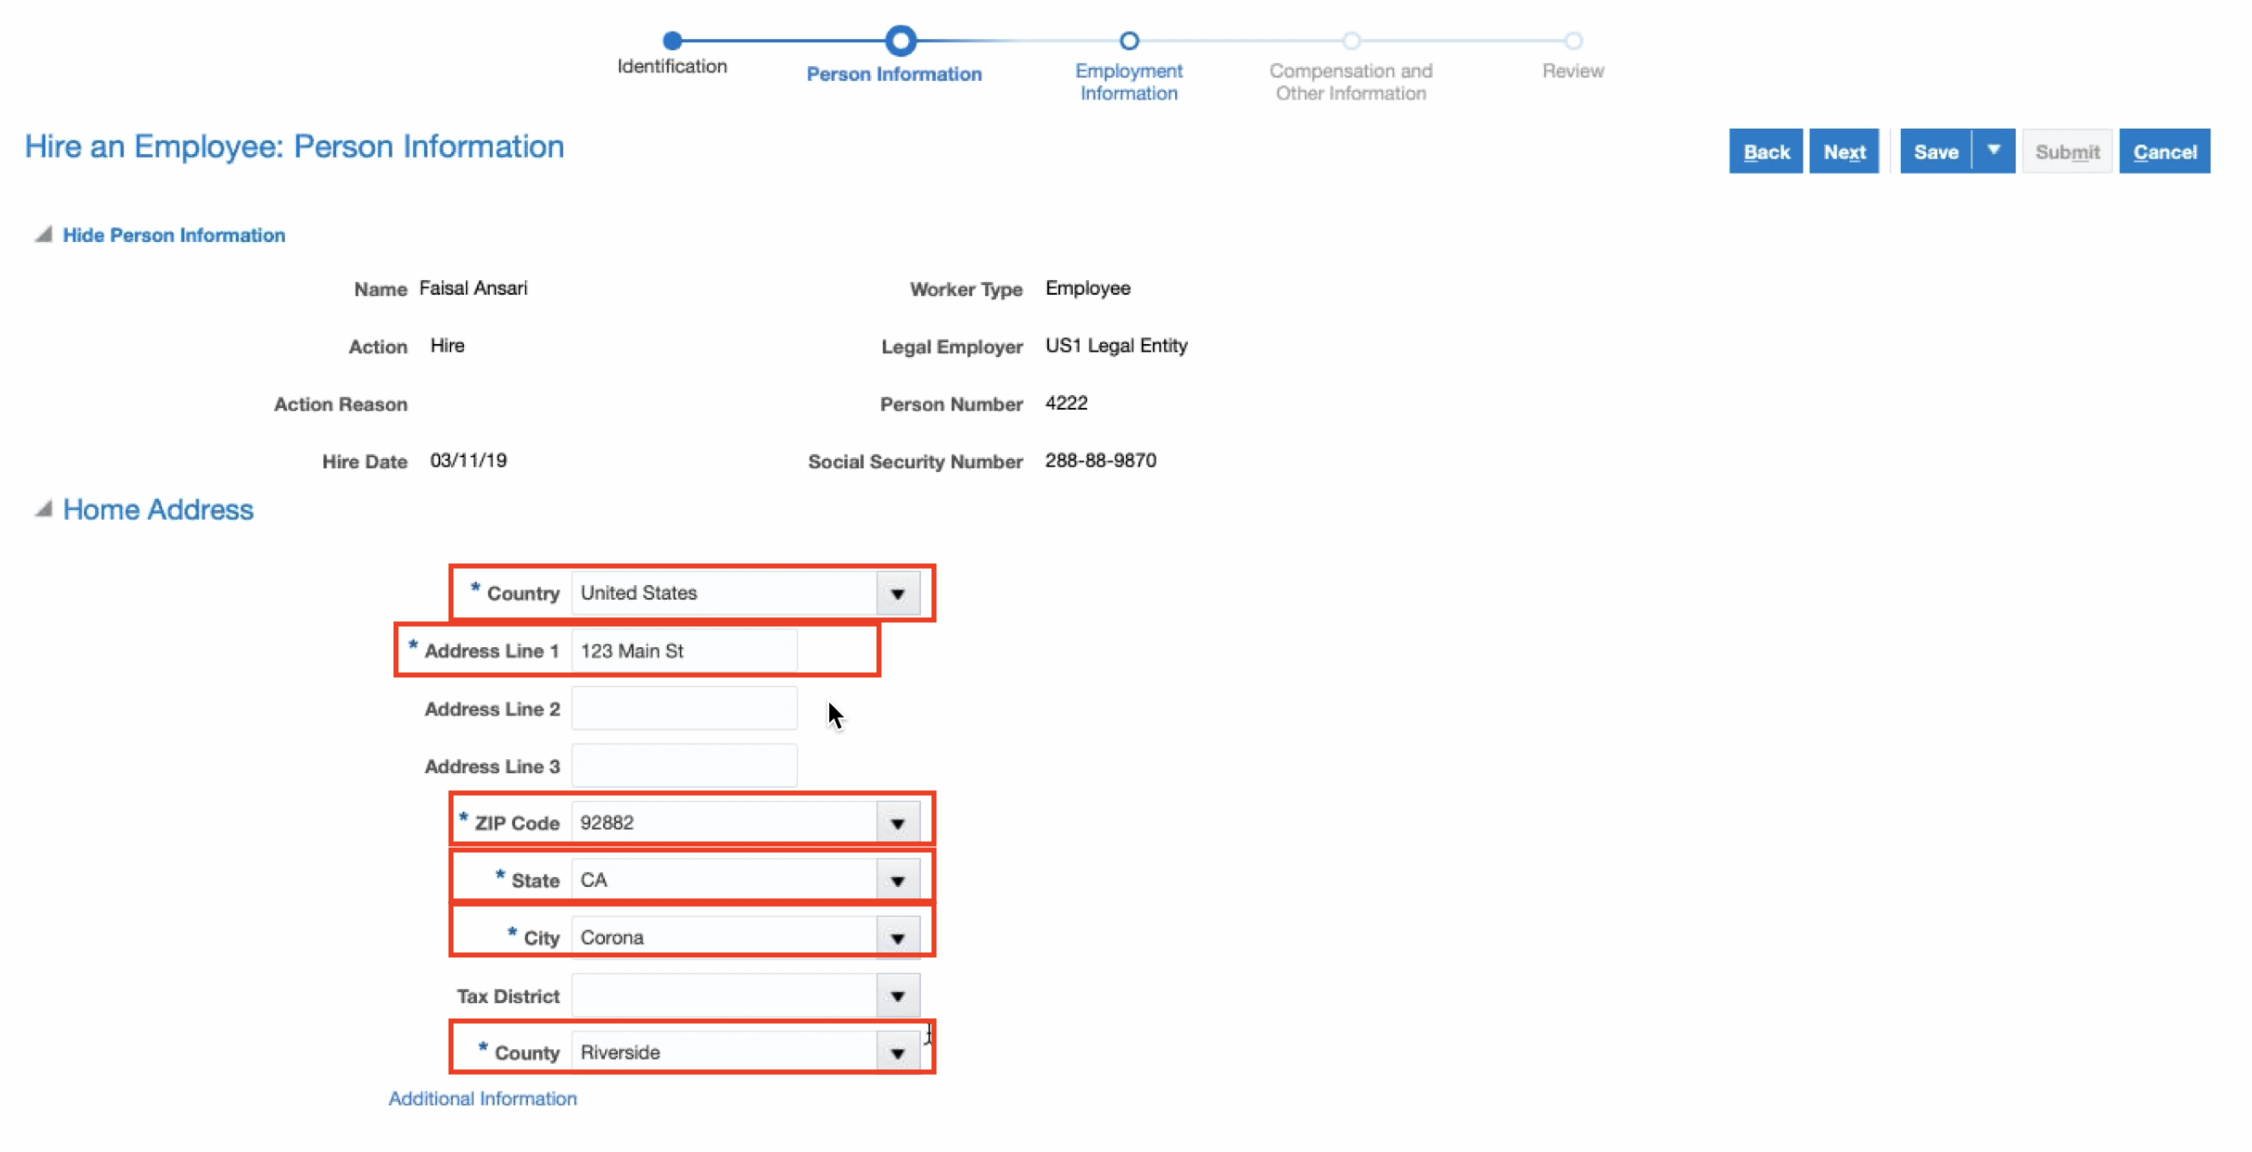 Identification
Person Information
Employment
Information
Compensation and
Other Information
Review
Hire an Employee: Person Information
Back Next Save Submit Cancel
Hide Person Information
Name Faisal Ansari Worker Type Employee
Action Hire Legal Employer US1 Legal Entity
Action Reason Person Number 4222
Hire Date 03/11/19 Social Security Number 288-88-9870
Home Address
* Country United States
* Address Line 1 123 Main St
Address Line 2
Address Line 3
* ZIP Code 92882
* State CA
* City Corona
Tax District
* County Riverside
Additional Information